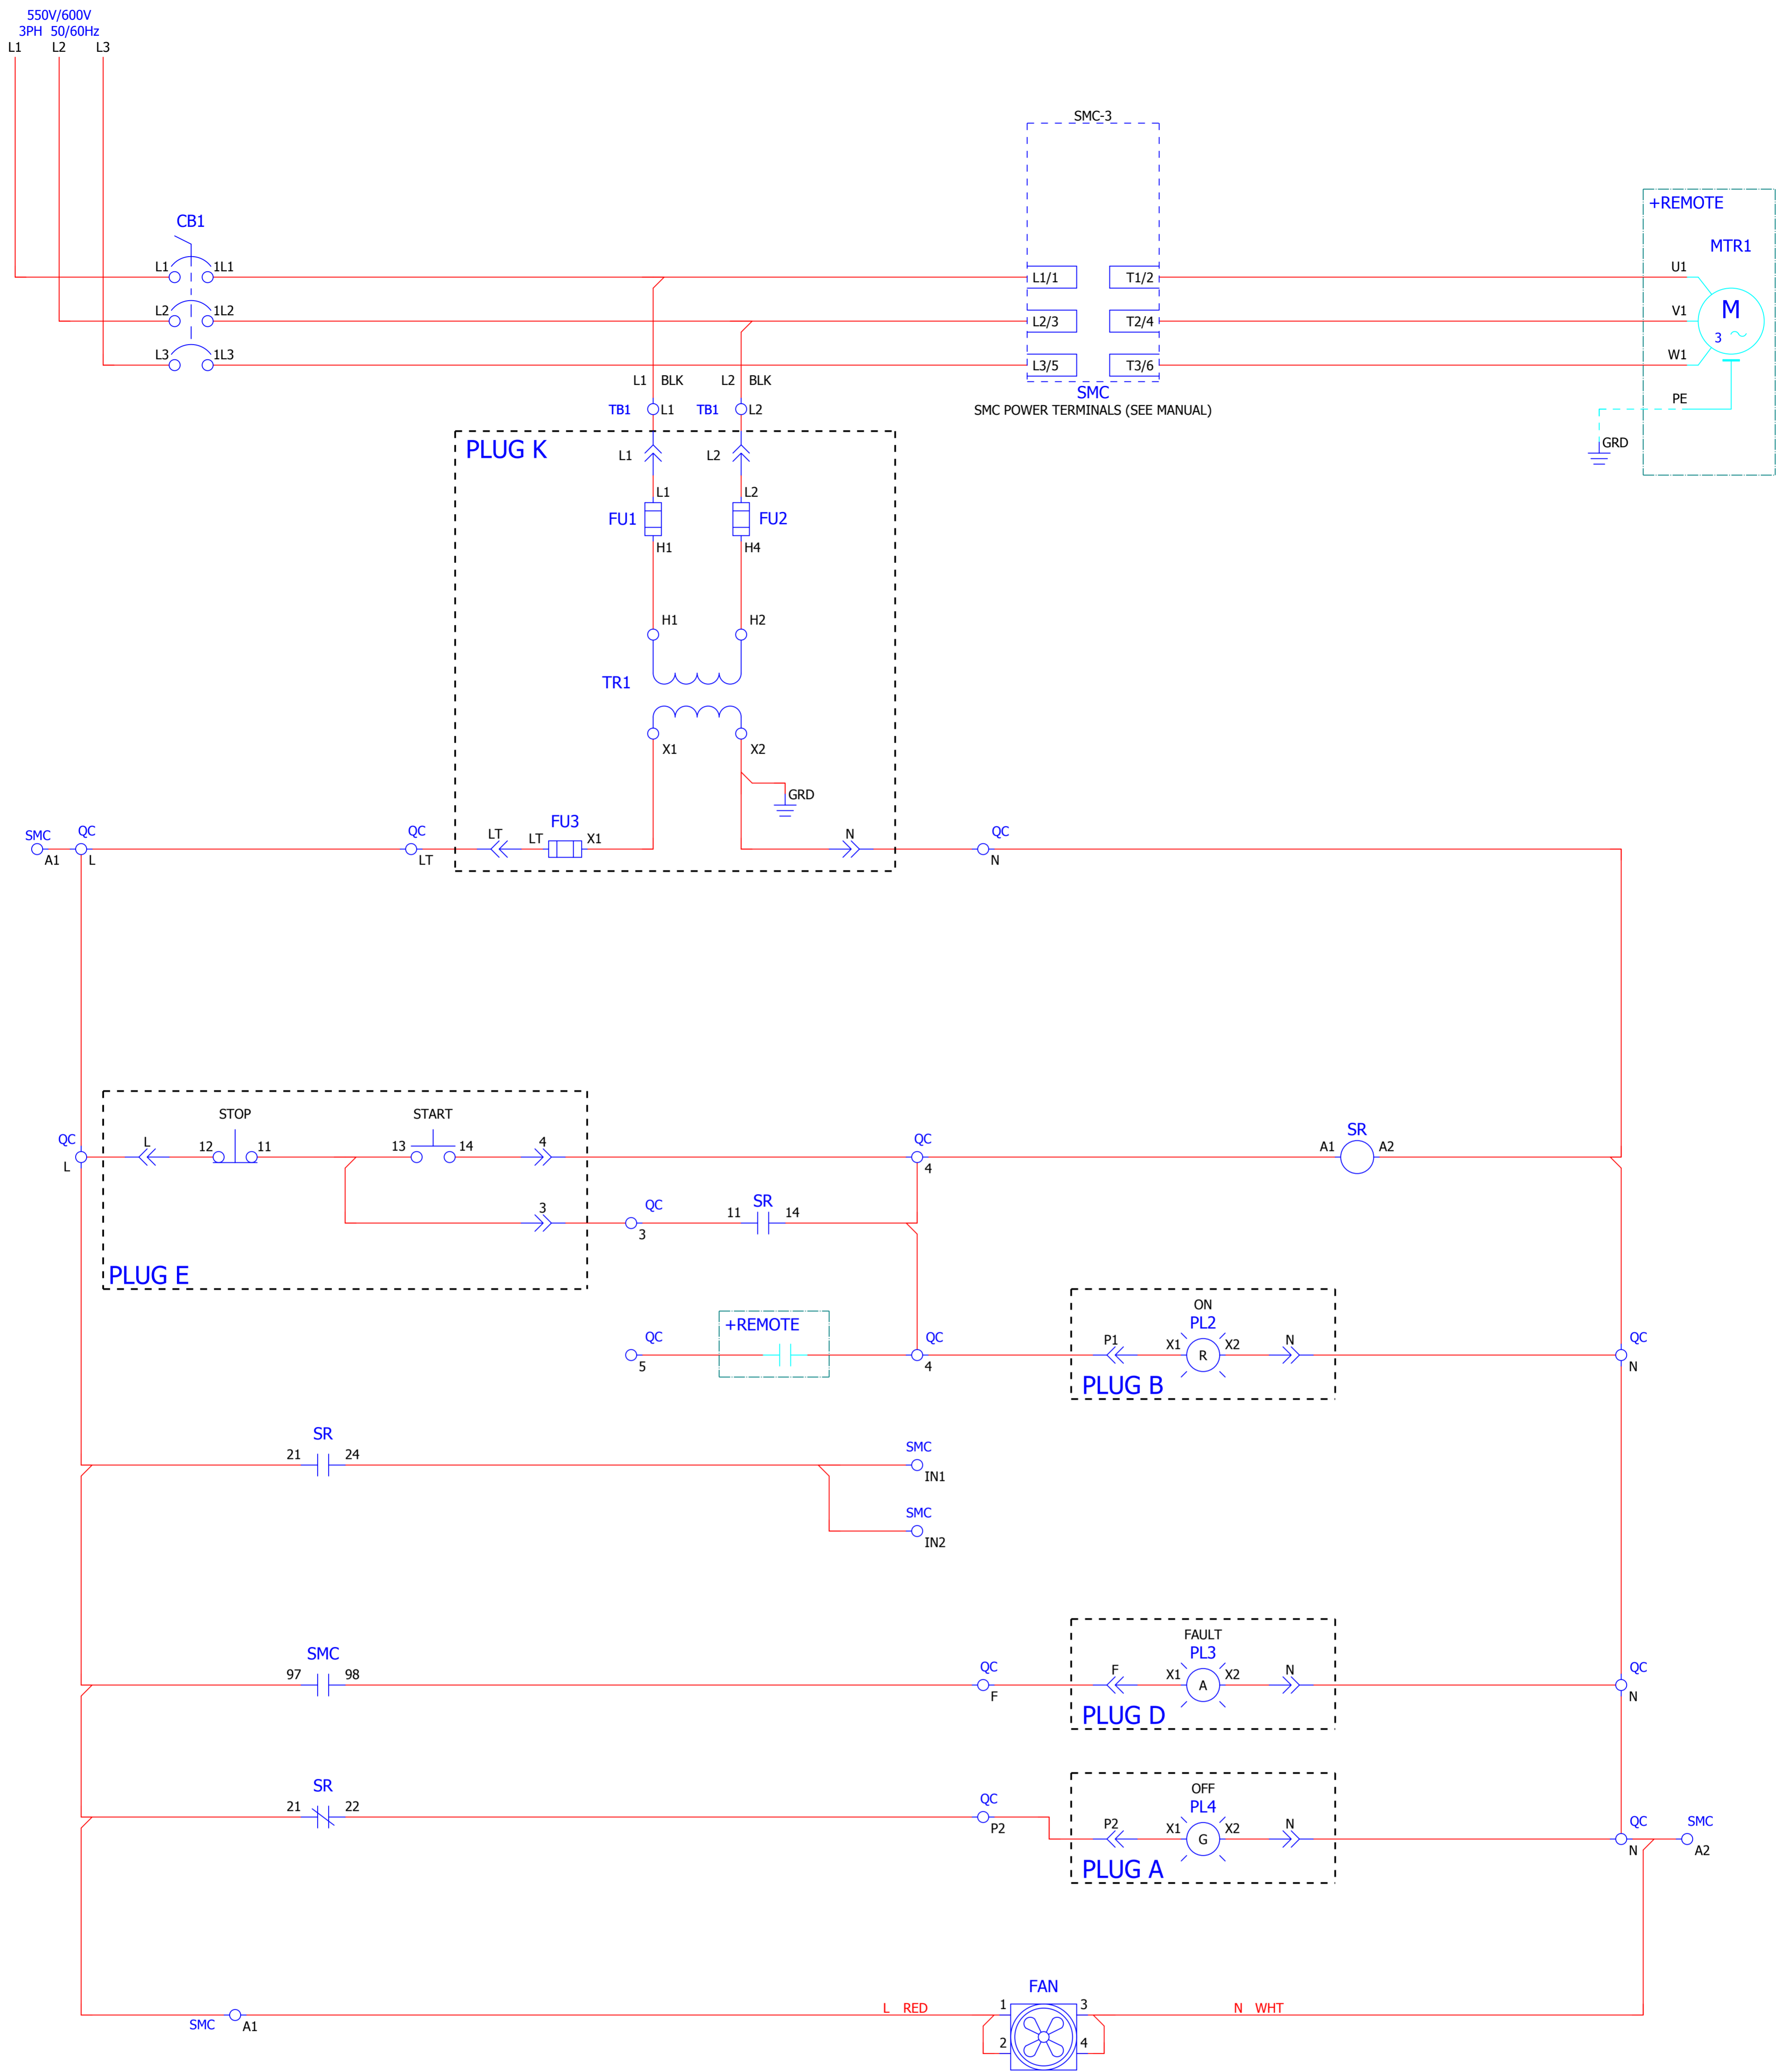 550V/600V
3PH 50/60Hz
L1 L2 L3
SMC-3
+REMOTE
CB1
MTR1
L1 1L1 L1/1 T1/2 U1
L2 1L2 L2/3 T2/4 V1 M
3
L3 1L3 L3/5 T3/6 W1
L1 BLK L2 BLK SMC
TB1 L1 TB1 L2 SMC POWER TERMINALS (SEE MANUAL) PE
GRD
PLUG K
L1 L2
L1 L2
FU1 FU2
H1 H4
H1 H2
TR1
X1 X2
GRD
FU3
SMC QC QC LT LT X1 N QC
A1 L LT N
STOP START
QC L 12 11 13 14 4 QC SR
L 4 A1 A2
3 QC SR
3 11 14
PLUG E
ON
+REMOTE PL2
QC QC P1 X1 R X2 N QC
5 4 N
PLUG B
SR SMC
21 24 IN1
SMC
IN2
FAULT
SMC PL3
97 98 QC F X1 A X2 N QC
F N
PLUG D
SR OFF
21 22 QC PL4
P2 P2 X1 G X2 N QC SMC
N A2
PLUG A
FAN
L RED 1 3 N WHT
SMC A1
2 4